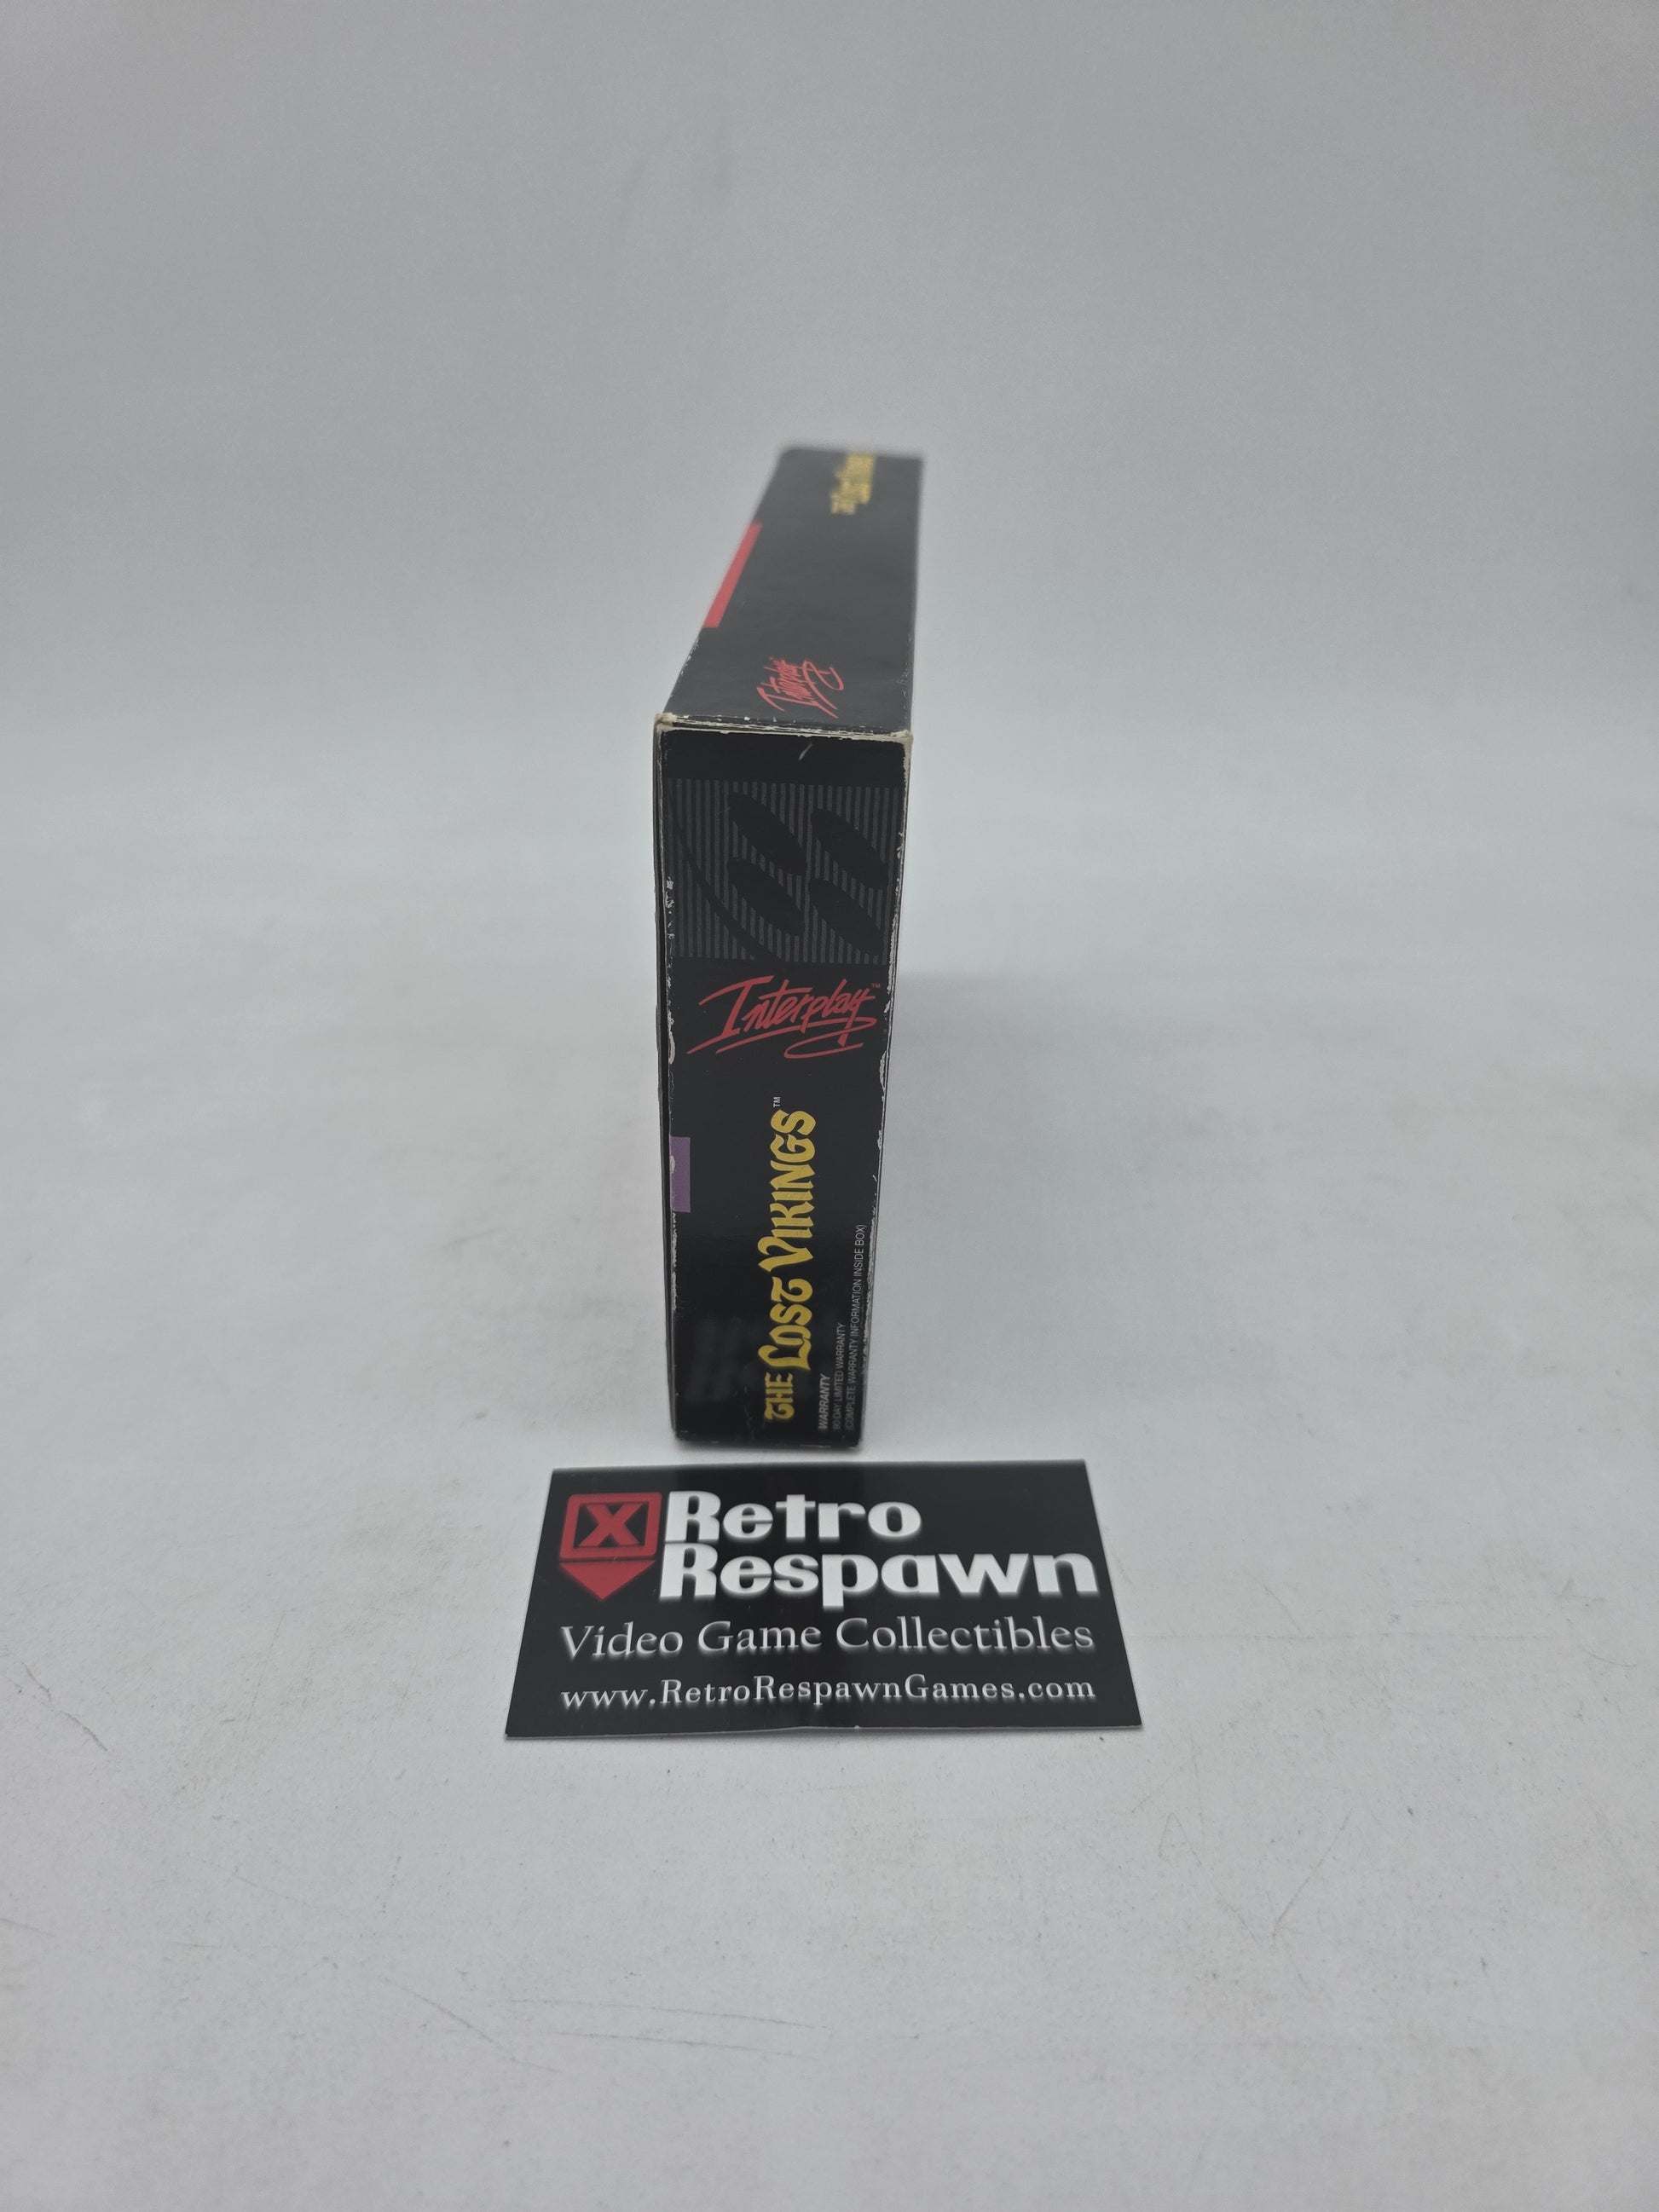 Interplay
Interplay™
THE LOST VIKINGS™
WARRANTY
90 DAY LIMITED WARRANTY
(COMPLETE WARRANTY INFORMATION INSIDE BOX)
X Retro
Respawn
Video Game Collectibles
www.RetroRespawnGames.com